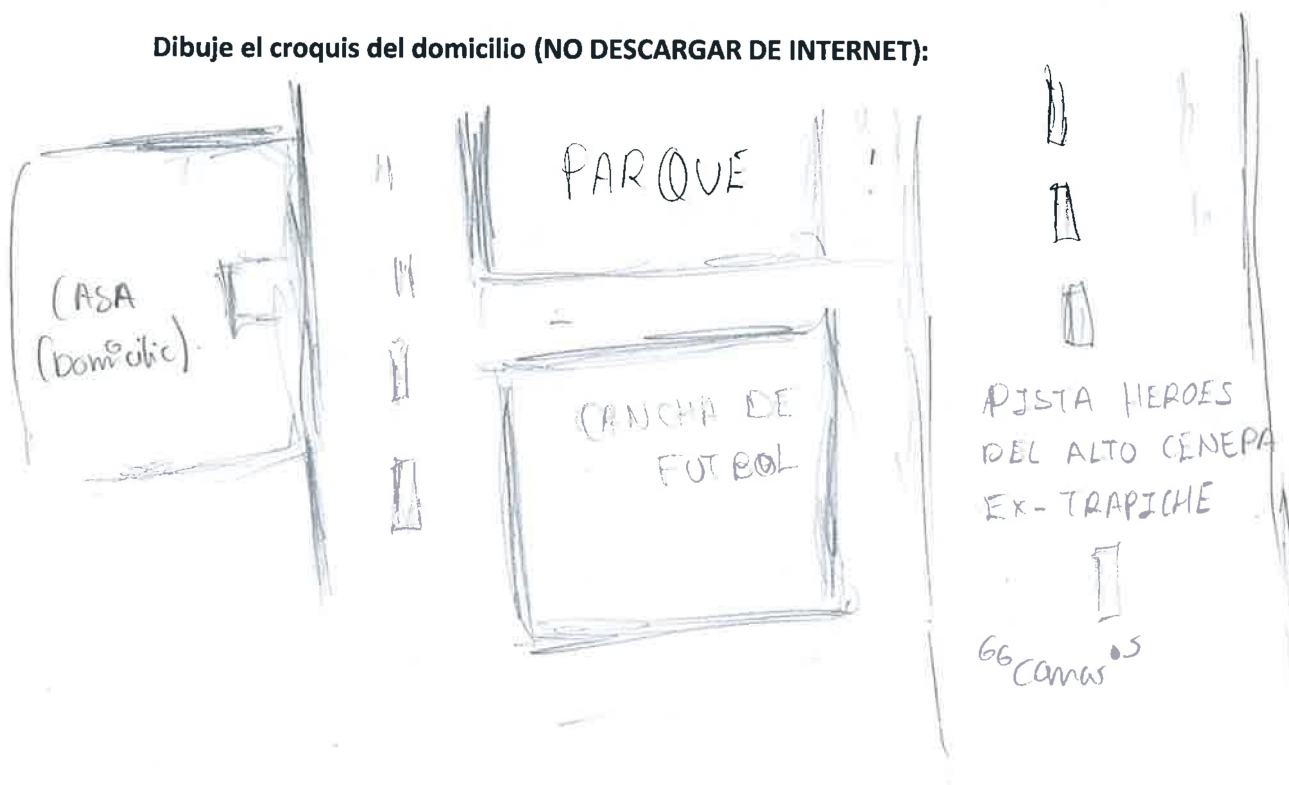 Dibuje el croquis del domicilio (NO DESCARGAR DE INTERNET):
PARQUE
CASA
(Domicilio).
CANCHA DE
FUTBOL
PISTA HEROES
DEL ALTO CENEPA
EX-TRAPICHE